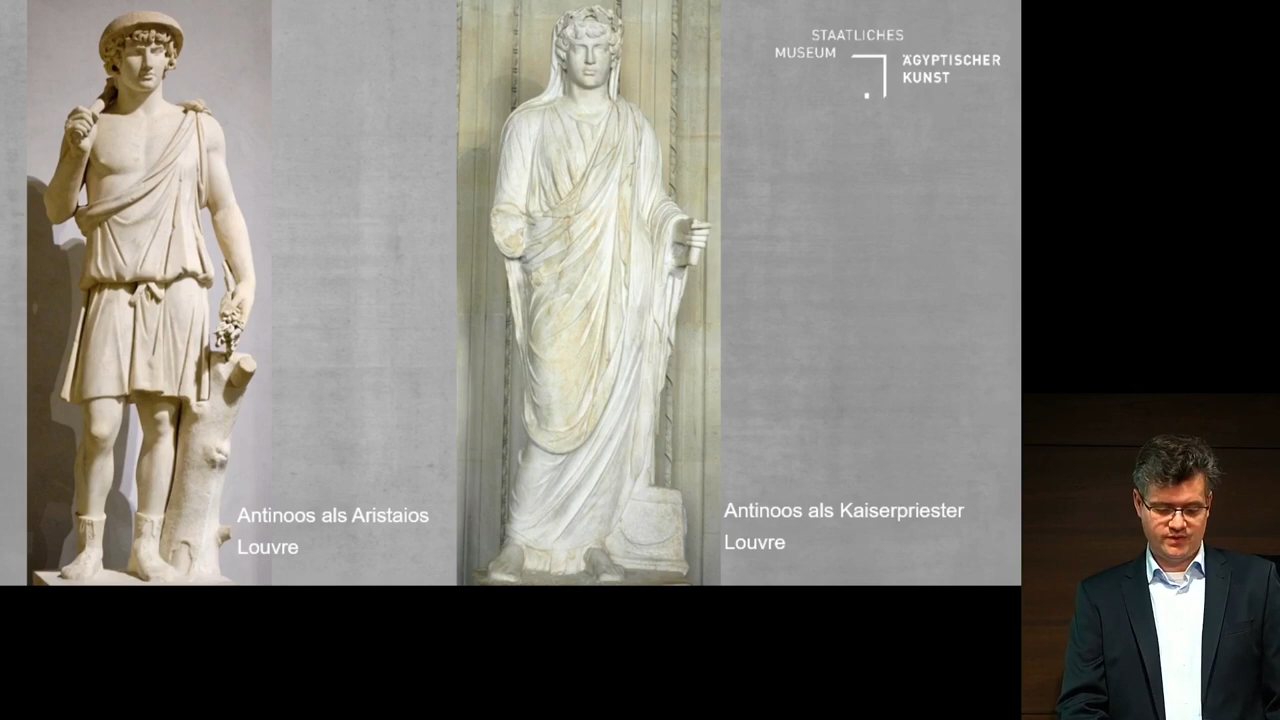 STAATLICHES
MUSEUM
ÄGYPTISCHER
KUNST
Antinoos als Aristaios
Louvre
Antinoos als Kaiserpriester
Louvre